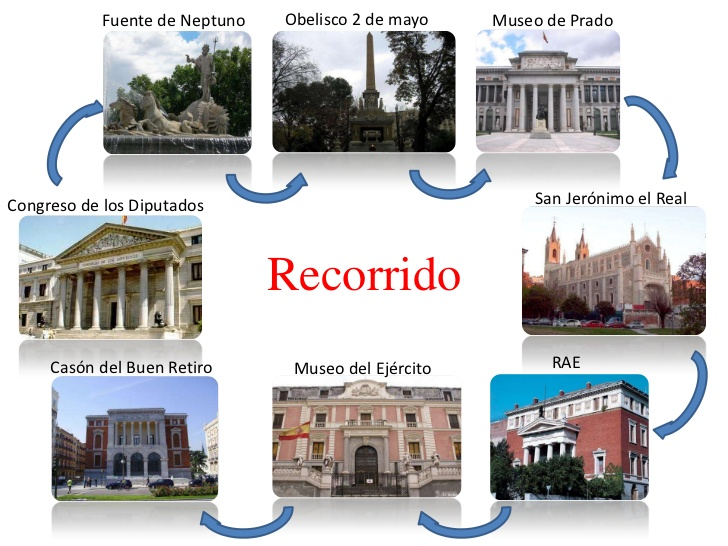 Fuente de Neptuno
Obelisco 2 de mayo
Museo de Prado
Congreso de los Diputados
San Jerónimo el Real
Recorrido
Casón del Buen Retiro
Museo del Ejército
RAE